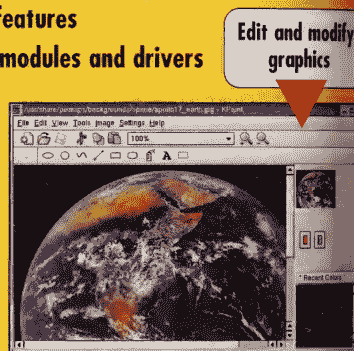 features
modules and drivers
Edit and modify
graphics
File Edit View Tools Image Settings Help
100%
A
Recent Colors